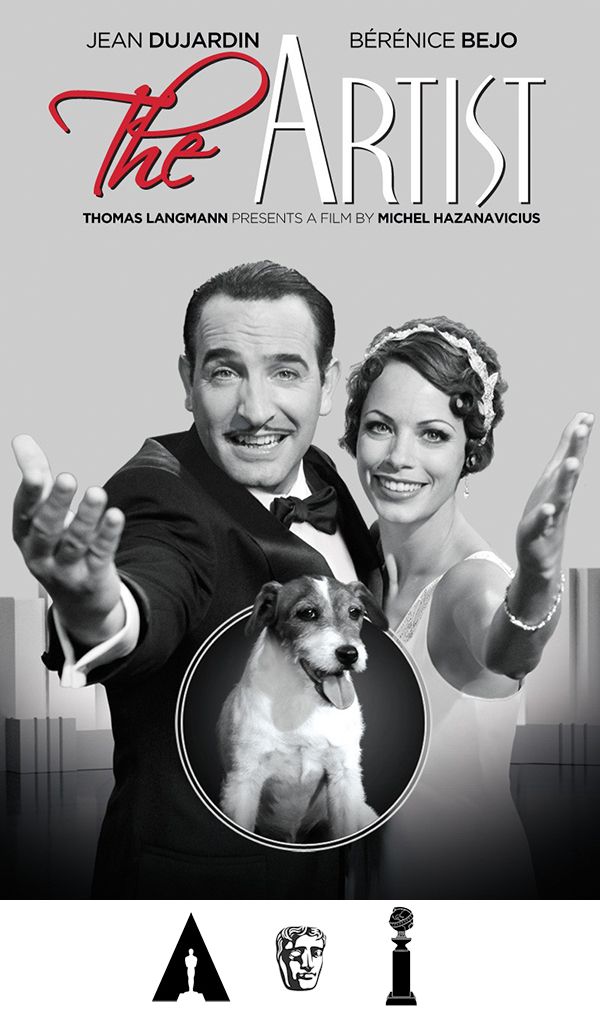 JEAN DUJARDIN BÉRÉNICE BEJO
The ARTIST
THOMAS LANGMANN PRESENTS A FILM BY MICHEL HAZANAVICIUS